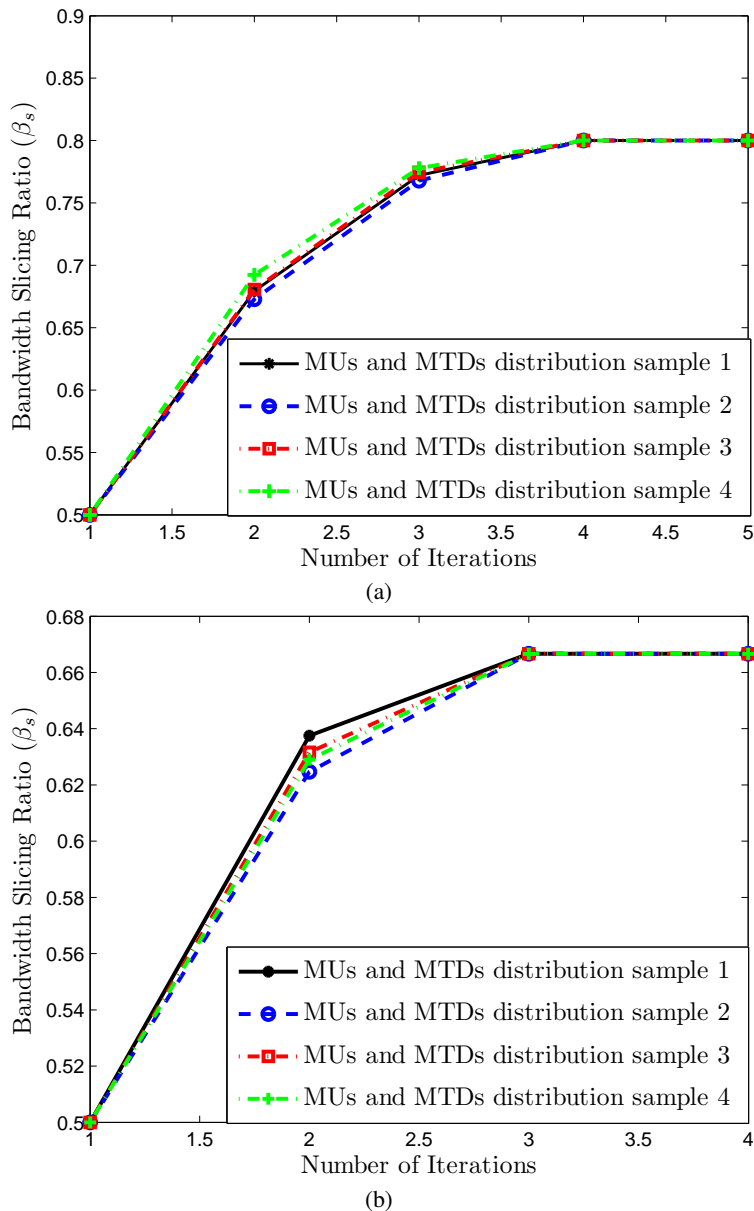 0.9
0.85
0.8
0.75
0.7
0.65
0.6
0.55
0.5
Bandwidth Slicing Ratio (βs)
MUs and MTDs distribution sample 1
MUs and MTDs distribution sample 2
MUs and MTDs distribution sample 3
MUs and MTDs distribution sample 4
1 1.5 2 2.5 3 3.5 4 4.5 5
Number of Iterations
(a)
0.68
0.66
0.64
0.62
0.6
0.58
0.56
0.54
0.52
0.5
Bandwidth Slicing Ratio (βs)
MUs and MTDs distribution sample 1
MUs and MTDs distribution sample 2
MUs and MTDs distribution sample 3
MUs and MTDs distribution sample 4
1 1.5 2 2.5 3 3.5 4
Number of Iterations
(b)